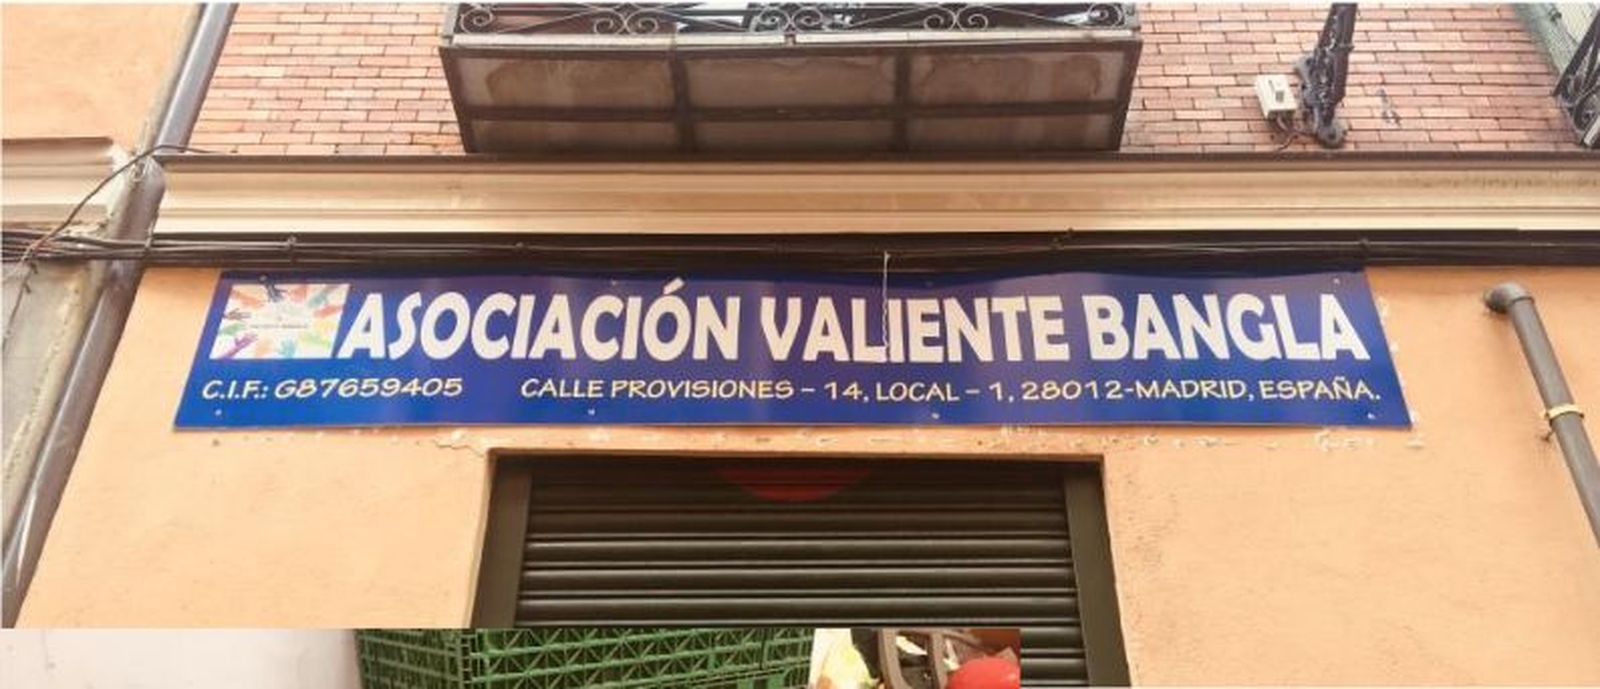 ASOCIACIÓN VALIENTE BANGLA
C.I.F.: G87659405 CALLE PROVISIONES – 14, LOCAL – 1, 28012-MADRID, ESPAÑA.